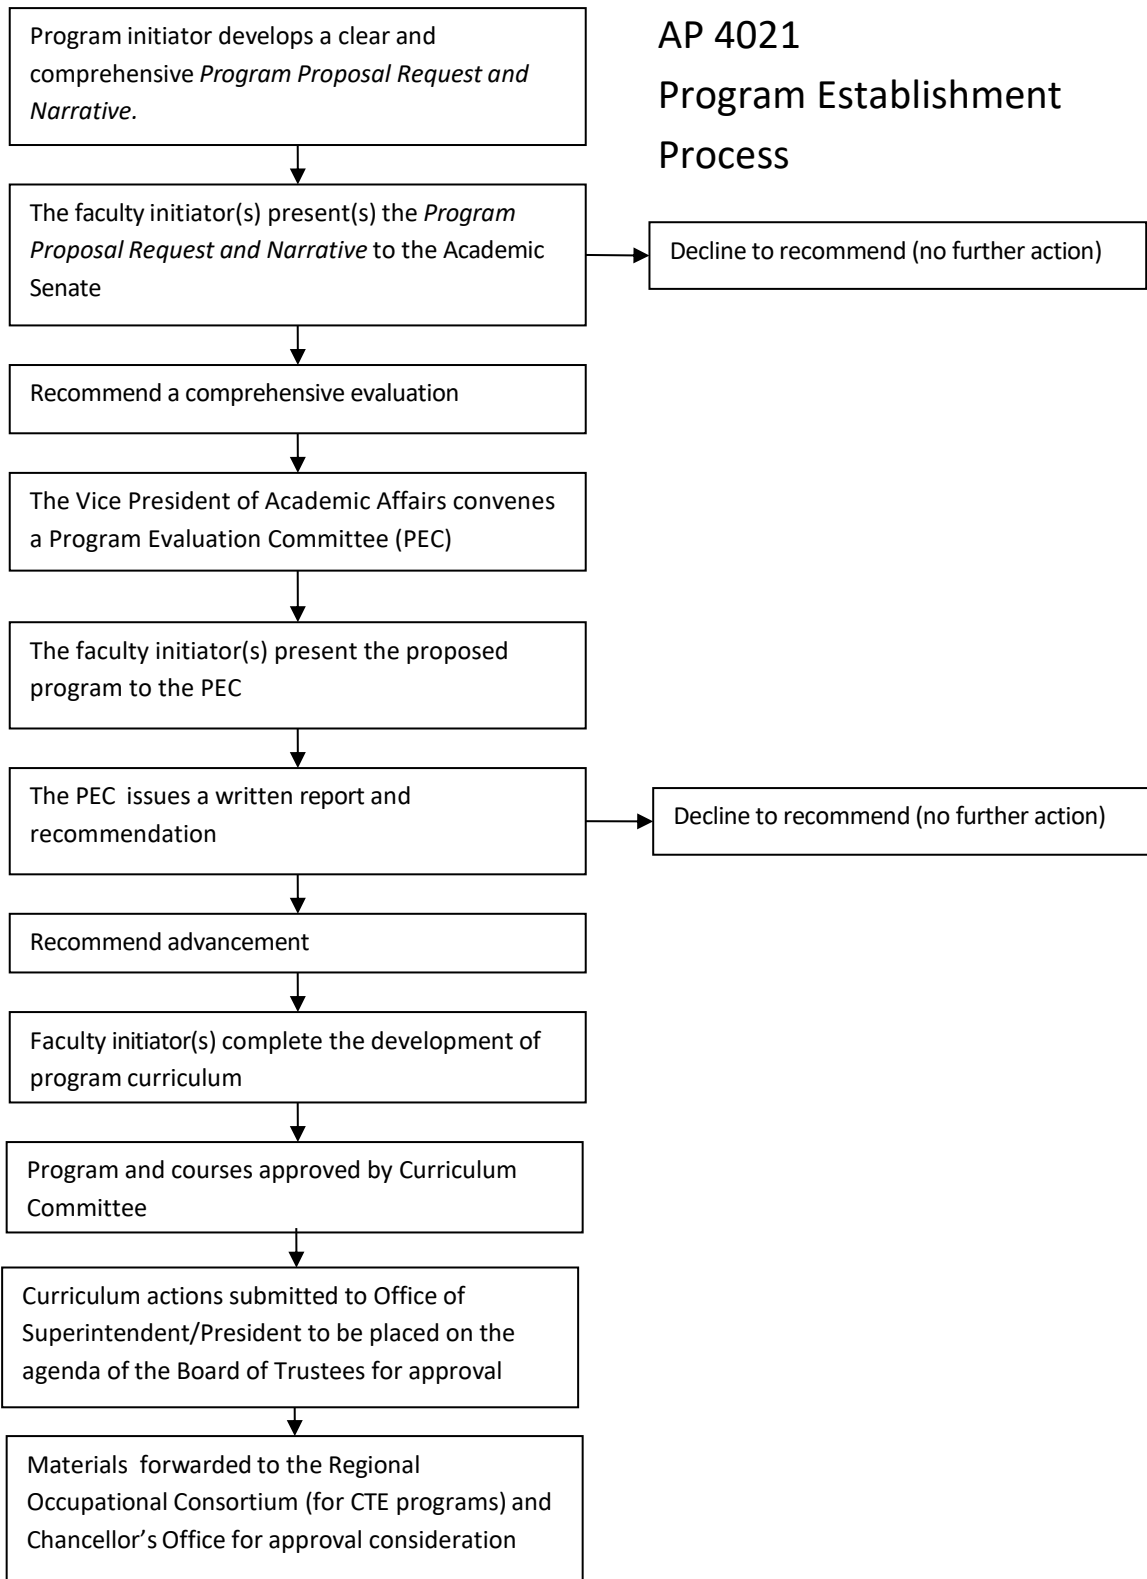 AP 4021
Program Establishment
Process
Program initiator develops a clear and
comprehensive Program Proposal Request and
Narrative.
The faculty initiator(s) present(s) the Program
Proposal Request and Narrative to the Academic
Senate
Decline to recommend (no further action)
Recommend a comprehensive evaluation
The Vice President of Academic Affairs convenes
a Program Evaluation Committee (PEC)
The faculty initiator(s) present the proposed
program to the PEC
The PEC issues a written report and
recommendation
Decline to recommend (no further action)
Recommend advancement
Faculty initiator(s) complete the development of
program curriculum
Program and courses approved by Curriculum
Committee
Curriculum actions submitted to Office of
Superintendent/President to be placed on the
agenda of the Board of Trustees for approval
Materials forwarded to the Regional
Occupational Consortium (for CTE programs) and
Chancellor’s Office for approval consideration